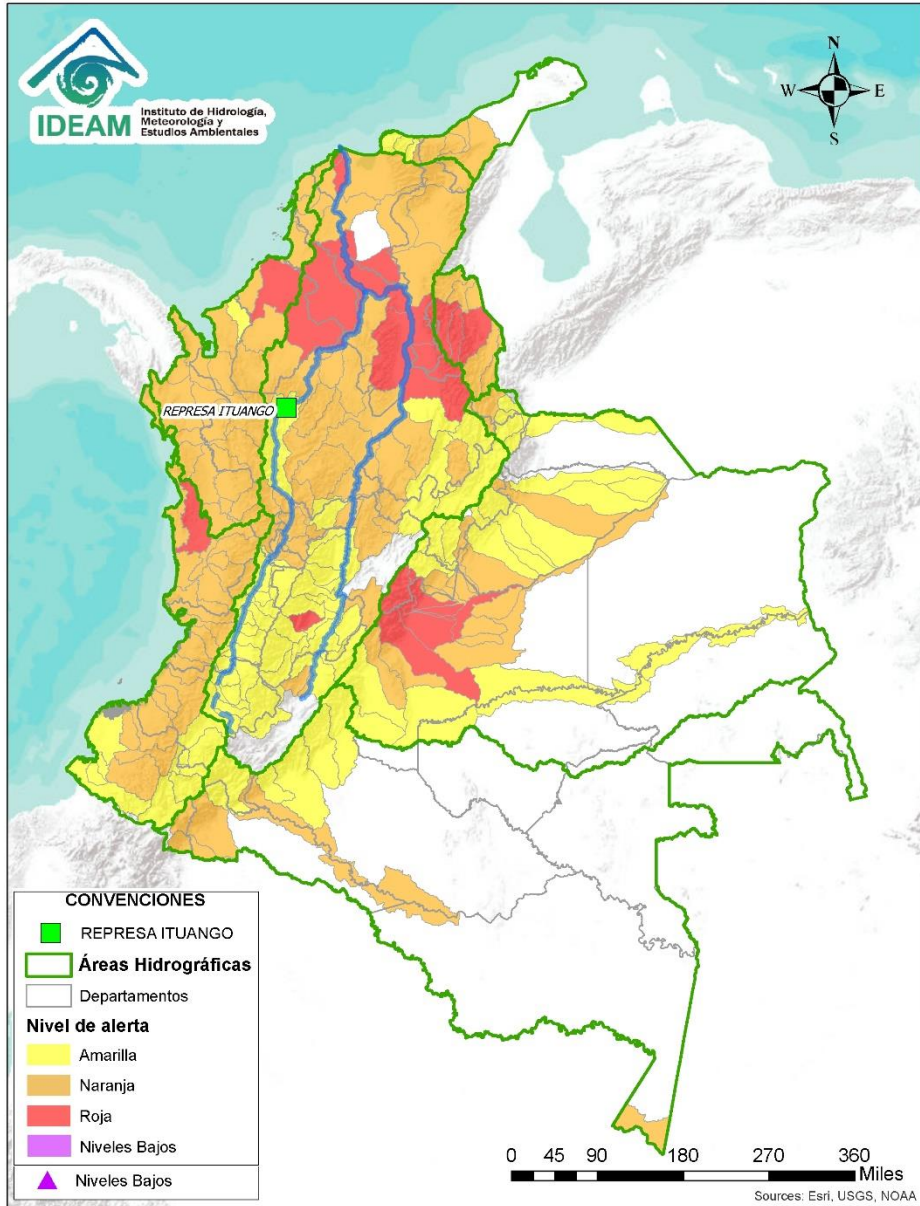 IDEAM
Instituto de Hidrología,
Meteorología y
Estudios Ambientales
N
W
E
S
REPRESA ITUANGO
CONVENCIONES
REPRESA ITUANGO
Áreas Hidrográficas
Departamentos
Nivel de alerta
Amarilla
Naranja
Roja
Niveles Bajos
Niveles Bajos
0 45 90 180 270 360
Miles
Sources: Esri, USGS, NOAA